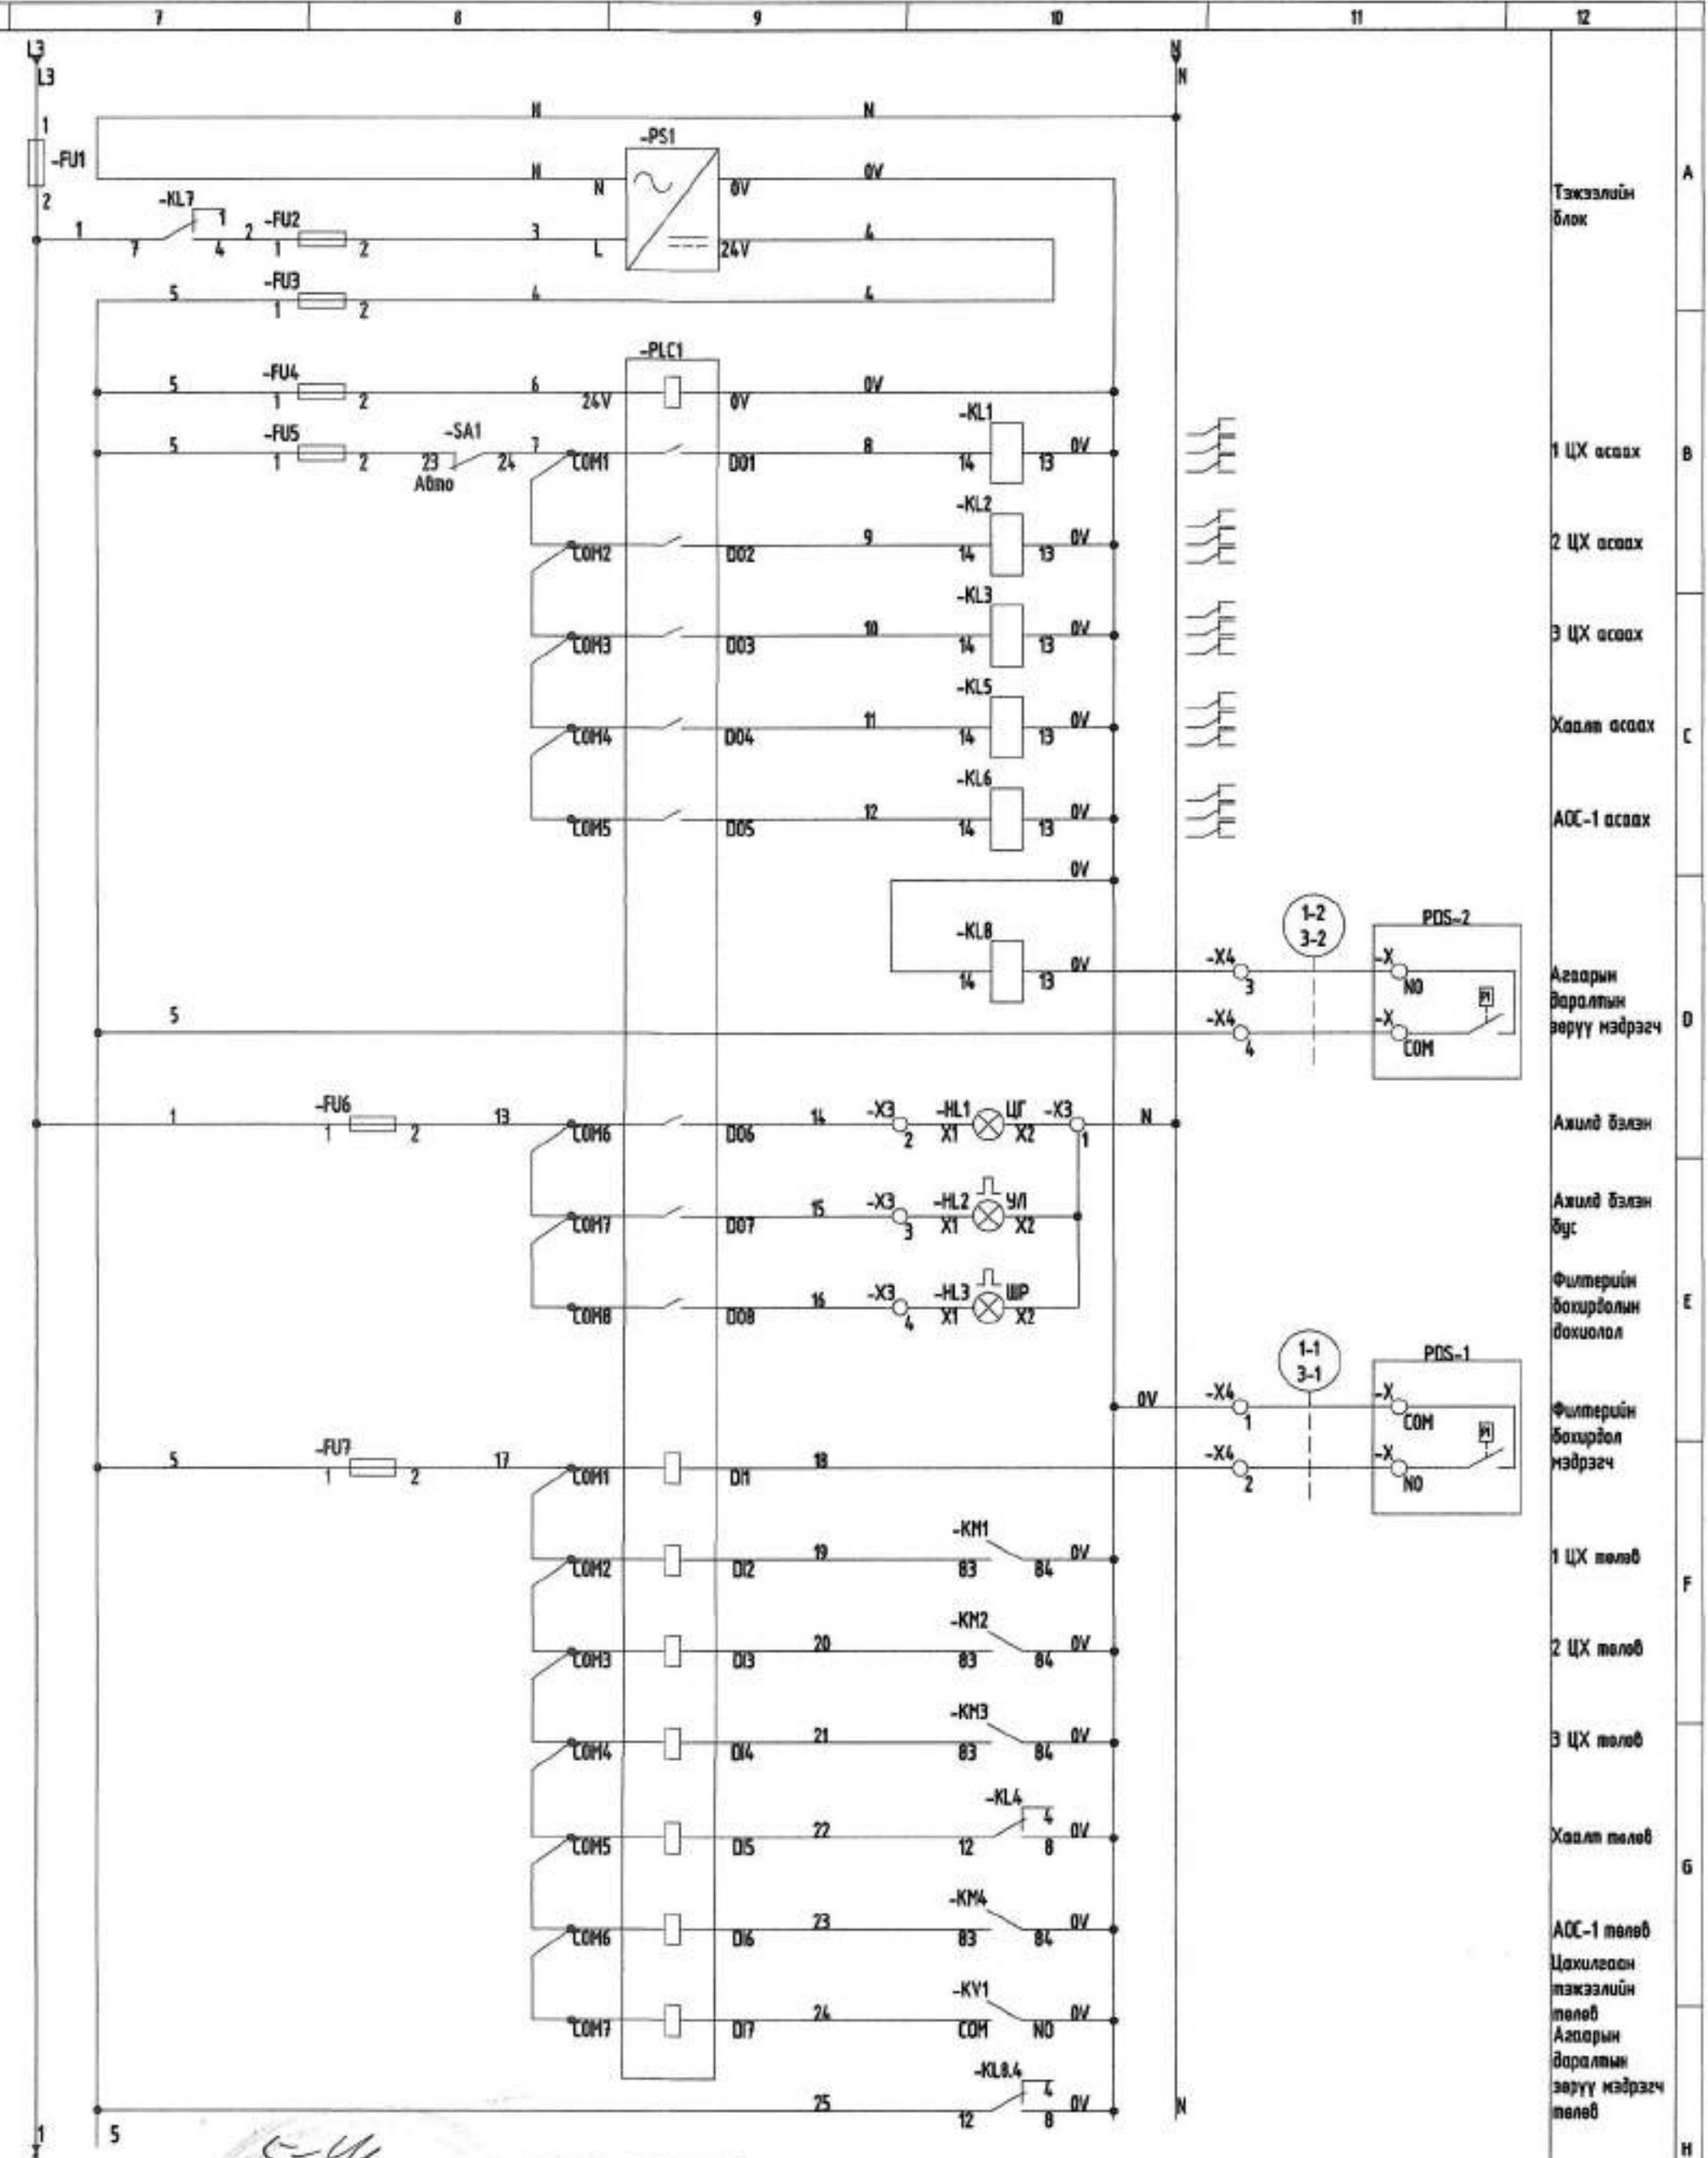 7 8 9 10 11 12
L3 N
L3 N
N N
1 -PS1
-FU1 A
N 0V
N 0V
2 -KL7 Тэжээлийн
1 1 2 -FU2 3 4 блок
7 4 1 2 L 24V
5 -FU3 4 4
1 2
-PLC1
5 -FU4 6 0V
1 2 24V 0V
-KL1
5 -FU5 -SA1 7 8 0V
1 2 23 24 COM1 DO1 14 13 1 ЦХ асаах B
Авто
-KL2
9 0V
COM2 DO2 14 13 2 ЦХ асаах
-KL3
10 0V
COM3 DO3 14 13 3 ЦХ асаах
-KL5
11 0V
COM4 DO4 14 13 Хаалт асаах C
-KL6
12 0V
COM5 DO5 14 13 АОС-1 асаах
0V
1-2 PDS-2
3-2
-KL8
0V -X4 -X
14 13 3 NO
Агаарын
P
5 даралтын
-X4 -X
4 COM
зөрүү мэдрэгч D
-FU6
1 13 14 -X3 -HL1 ЦГ -X3 N
1 2 COM6 DO6 2 X1 X2 1 Ажилд бэлэн
15 -X3 -HL2 УЛ Ажилд бэлэн
COM7 DO7 3 X1 X2 бус
Филтерийн
16 -X3 -HL3 ШР бохирдолын E
COM8 DO8 4 X1 X2 дохиолол
1-1 PDS-1
3-1
0V -X4 -X
1 COM
Филтерийн
P
бохирдол
5 -FU7 17 18 -X4 -X мэдрэгч
1 2 COM1 DI1 2 NO
-KM1
19 0V
COM2 DI2 83 84 1 ЦХ төлөв
F
-KM2
20 0V
COM3 DI3 83 84 2 ЦХ төлөв
-KM3
21 0V
COM4 DI4 83 84 3 ЦХ төлөв
-KL4
22 4 0V
COM5 DI5 12 8 Хаалт төлөв
G
-KM4
23 0V
COM6 DI6 83 84 АОС-1 төлөв
Цахилгаан
тэжээлийн
төлөв
-KV1
24 0V
COM7 DI7 COM NO
Агаарын
даралтын
зөрүү мэдрэгч
төлөв
-KL8.4
25 4 0V N
12 8
1 5 H